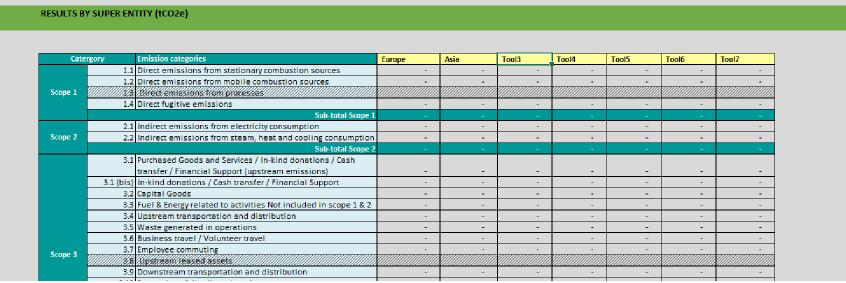 RESULTS BY SUPER ENTITY (tCO2e)
Catergory Emission categories Europe Asia Tool3 Tool4 Tool5 Tool6 Tool7
Scope 1
1.1 Direct emissions from stationary combustion sources - - - - - - -
1.2 Direct emissions from mobile combustion sources - - - - - - -
1.3 Direct emissions from processes
1.4 Direct fugitive emissions - - - - - - -
Sub-total Scope 1 - - - - - - -
Scope 2
2.1 Indirect emissions from electricity consumption - - - - - - -
2.2 Indirect emissions from steam, heat and cooling consumption - - - - - - -
Sub-total Scope 2 - - - - - - -
3.1 Purchased Goods and Services / In-kind donations / Cash
transfer / Financial Support (upstream emissions) - - - - - - -
3.1 (bis) In-kind donations / Cash transfer / Financial Support - - - - - - -
3.2 Capital Goods - - - - - - -
3.3 Fuel & Energy related to activities Not included in scope 1 & 2 - - - - - - -
3.4 Upstream transportation and distribution - - - - - - -
3.5 Waste generated in operations - - - - - - -
3.6 Business travel / Volunteer travel - - - - - - -
3.7 Employee commuting - - - - - - -
Scope 3
3.8 Upstream leased assets
3.9 Downstream transportation and distribution - - - - - - -